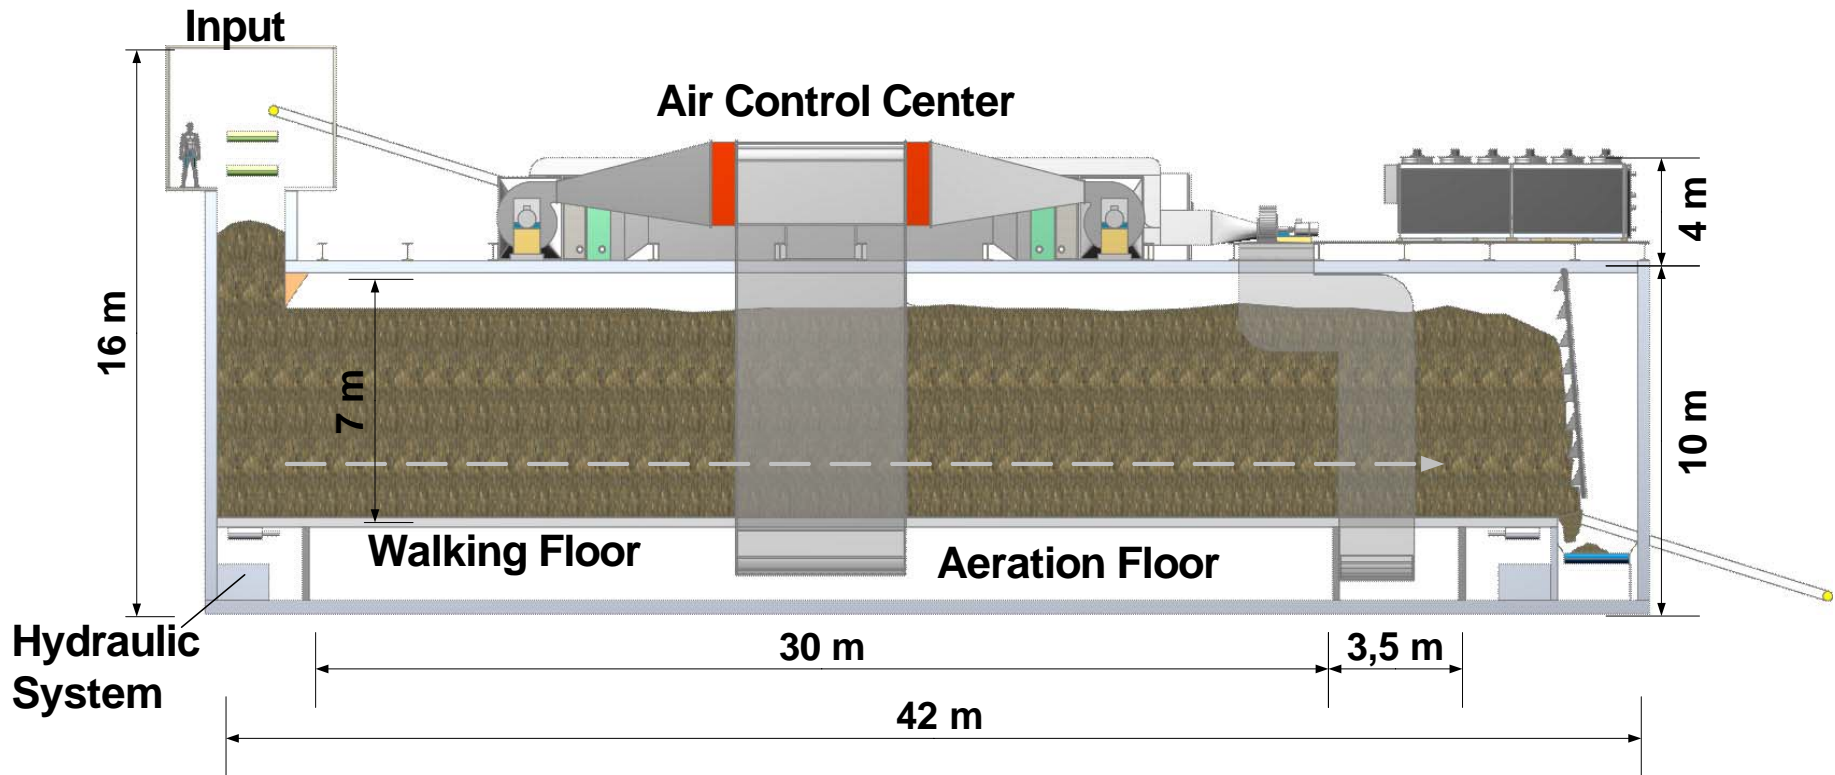 Input
Air Control Center
4 m
16 m
7 m
10 m
Walking Floor
Aeration Floor
Hydraulic
System
30 m
3,5 m
42 m